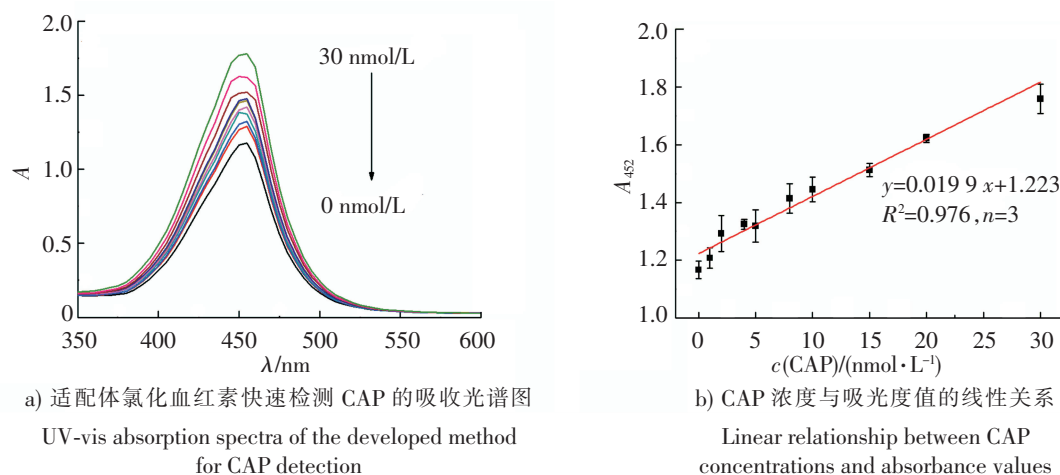 2.0
1.5
1.0
0.5
0
A
30 nmol/L
0 nmol/L
350 400 450 500 550 600
λ/nm
a) 适配体氯化血红素快速检测 CAP 的吸收光谱图
UV-vis absorption spectra of the developed method
for CAP detection
2.0
1.8
1.6
1.4
1.2
1.0
A452
y=0.019 9 x+1.223
R²=0.976,n=3
0 5 10 15 20 25 30
c(CAP)/(nmol·L⁻¹)
b) CAP 浓度与吸光度值的线性关系
Linear relationship between CAP
concentrations and absorbance values